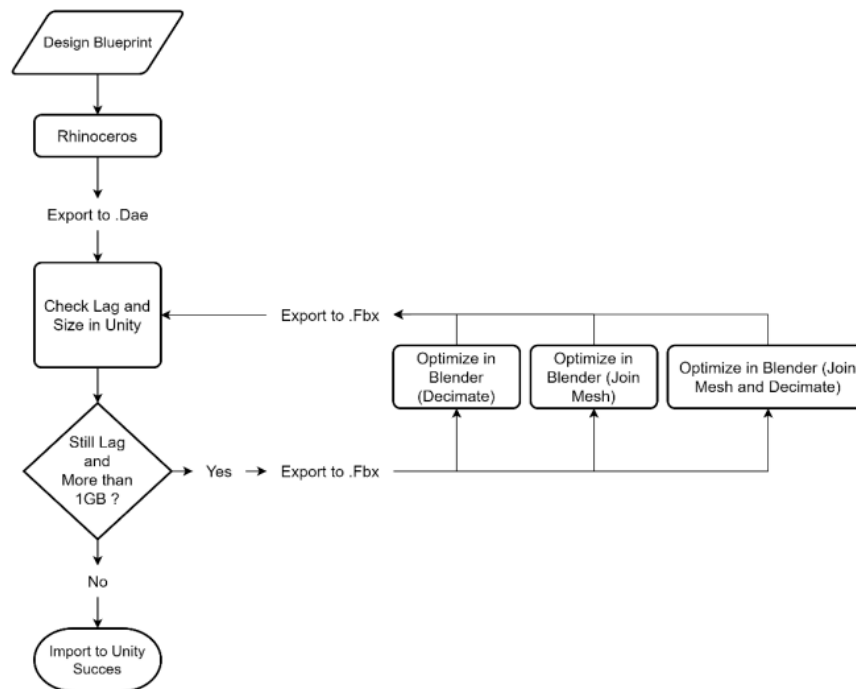 Design Blueprint
Rhinoceros
Export to .Dae
Check Lag and
Size in Unity
Export to .Fbx
Optimize in
Blender
(Decimate)
Optimize in
Blender (Join
Mesh)
Optimize in Blender (Join
Mesh and Decimate)
Still Lag
and
More than
1GB ?
Yes
Export to .Fbx
No
Import to Unity
Succes